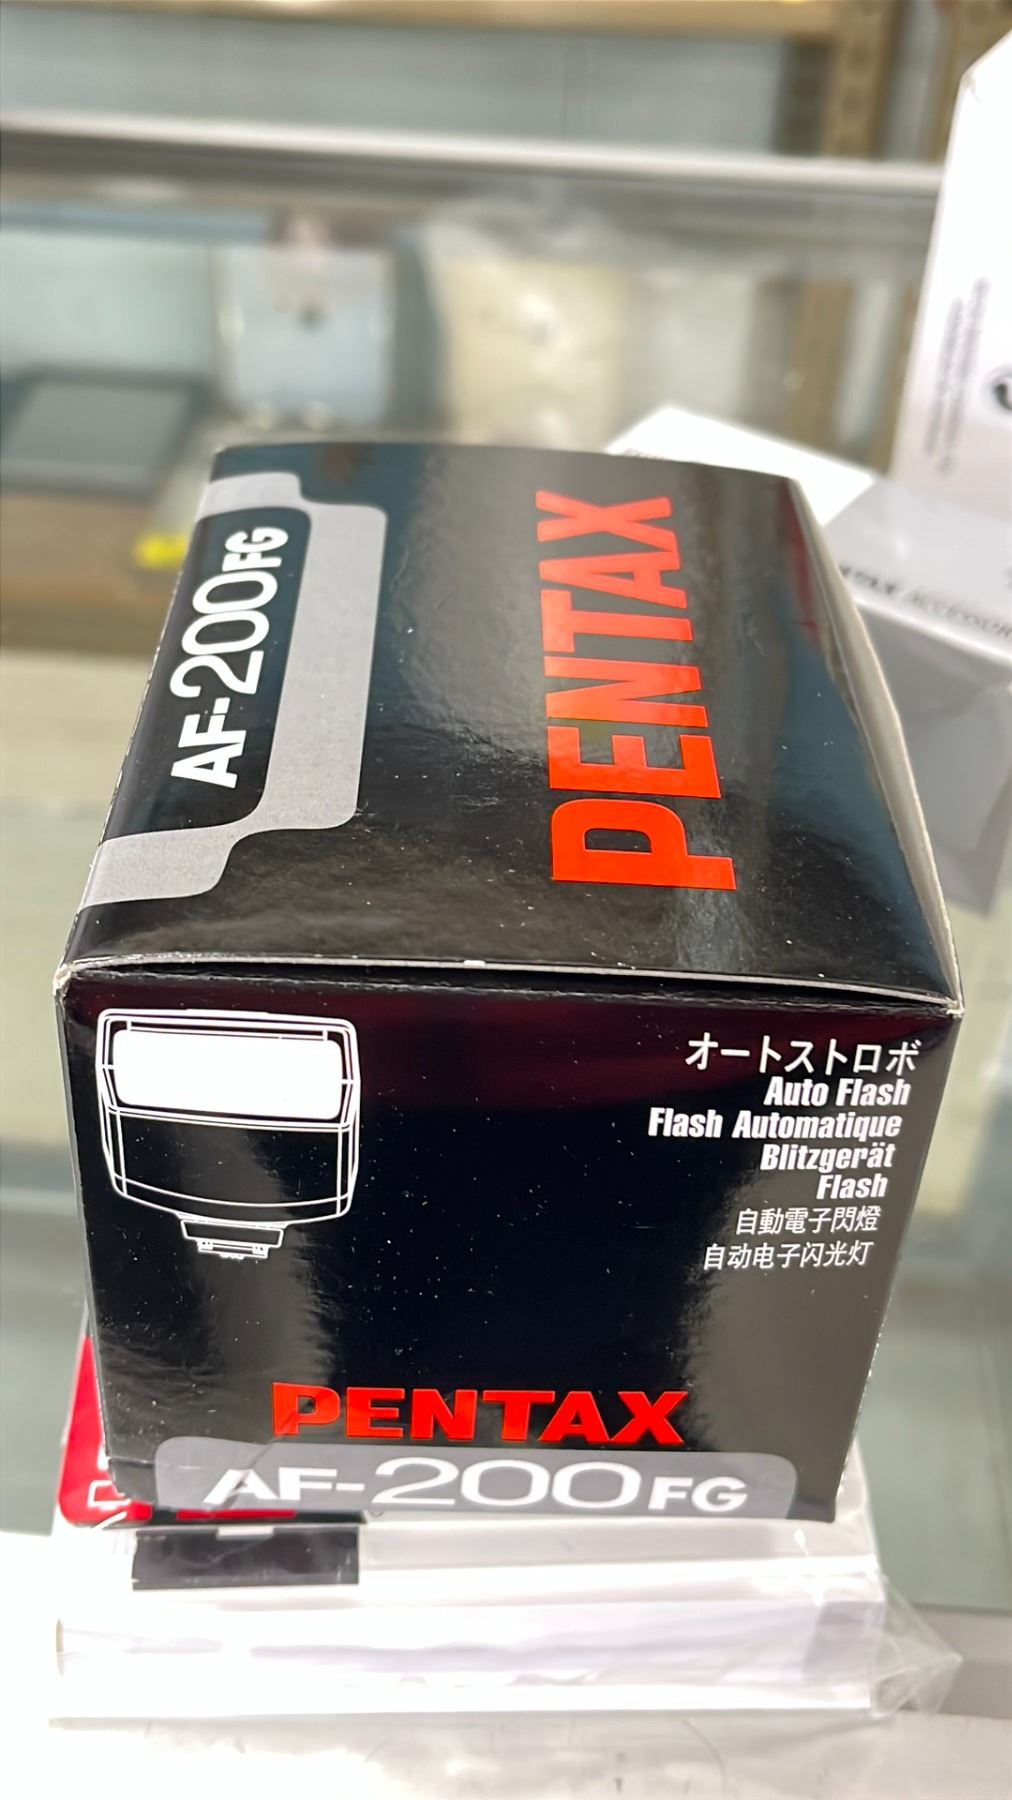 PENTAX
AF-200FG
オートストロボ
Auto Flash
Flash Automatique
Blitzgerät
Flash
自動電子閃燈
自动电子闪光灯
PENTAX
AF-200FG